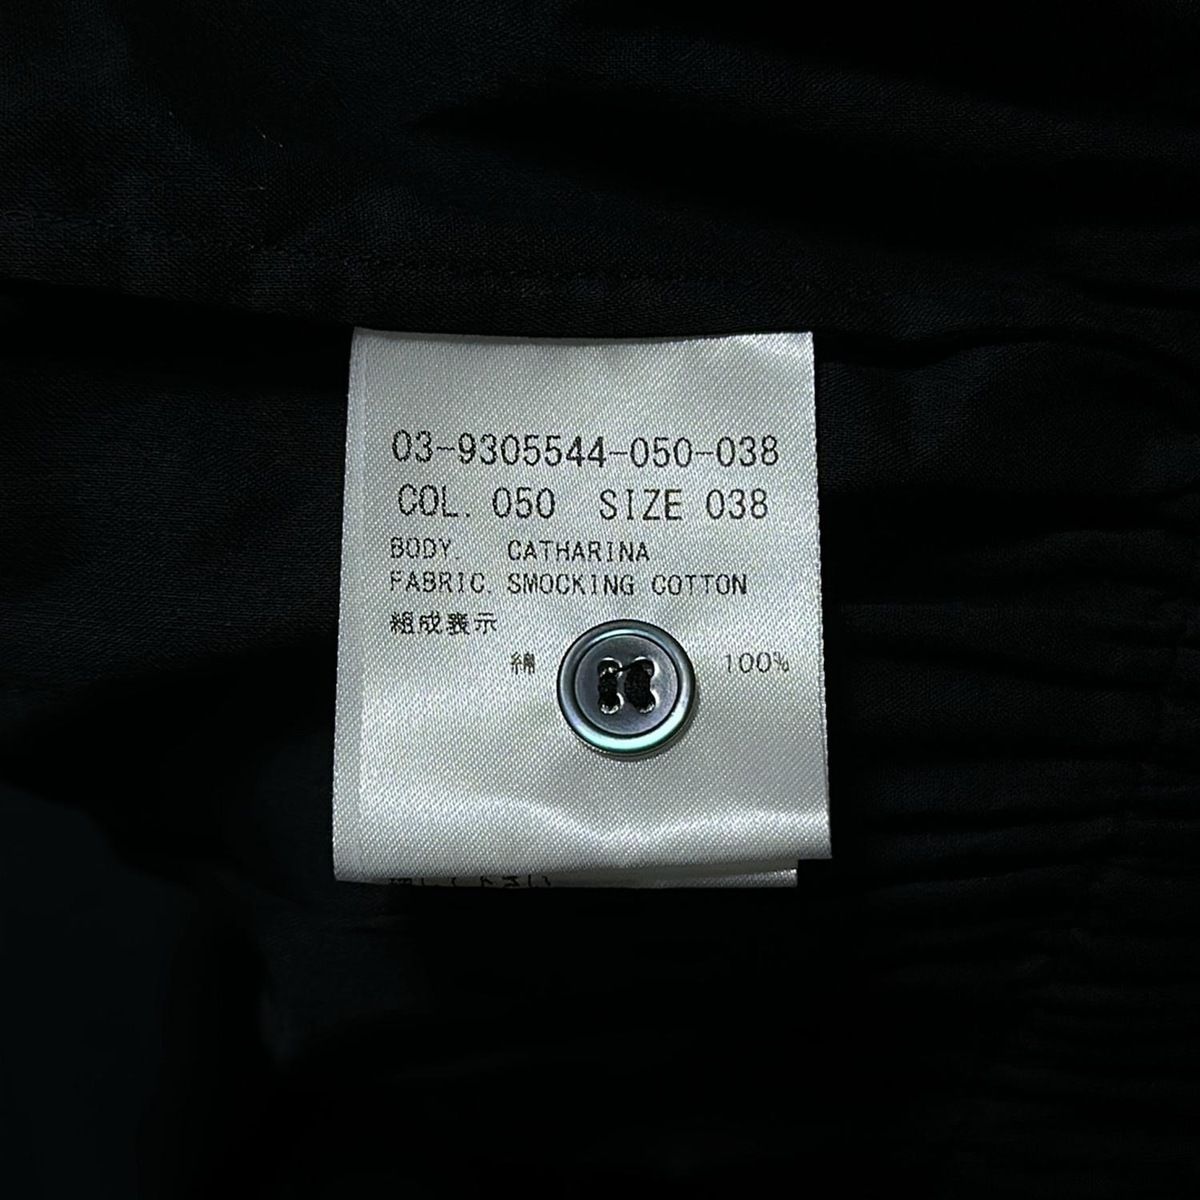 03-9305544-050-038
COL. 050 SIZE 038
BODY. CATHARINA
FABRIC. SMOCKING COTTON
組成表示
綿 100%